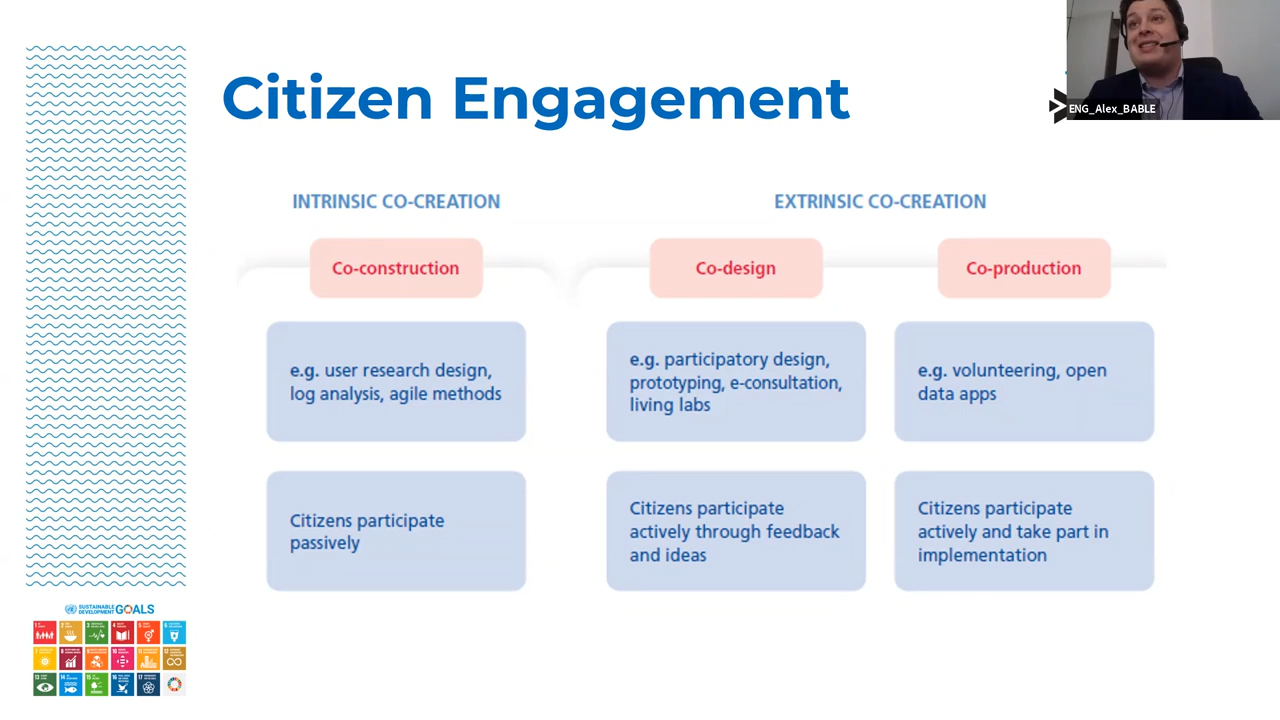 Citizen Engagement
ENG_Alex_BABLE
INTRINSIC CO-CREATION
EXTRINSIC CO-CREATION
Co-construction
Co-design
Co-production
e.g. user research design,
log analysis, agile methods
e.g. participatory design,
prototyping, e-consultation,
living labs
e.g. volunteering, open
data apps
Citizens participate
passively
Citizens participate
actively through feedback
and ideas
Citizens participate
actively and take part in
implementation
SUSTAINABLE
DEVELOPMENT GOALS